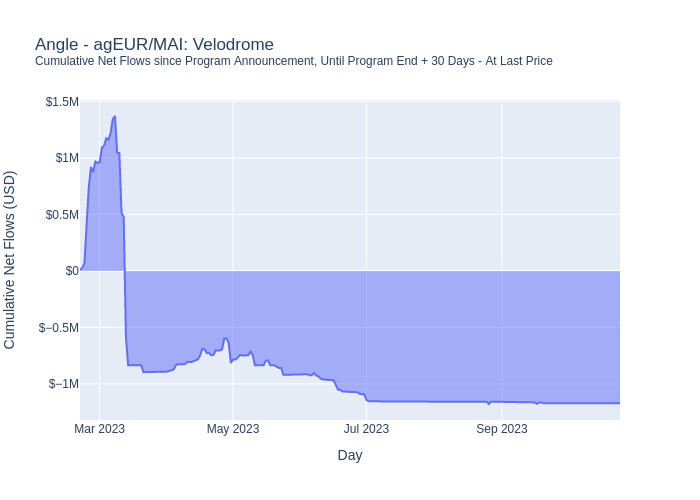 Angle - agEUR/MAI: Velodrome
Cumulative Net Flows since Program Announcement, Until Program End + 30 Days - At Last Price
Cumulative Net Flows (USD)
$1.5M
$1M
$0.5M
$0
$−0.5M
$−1M
Mar 2023
May 2023
Jul 2023
Sep 2023
Day